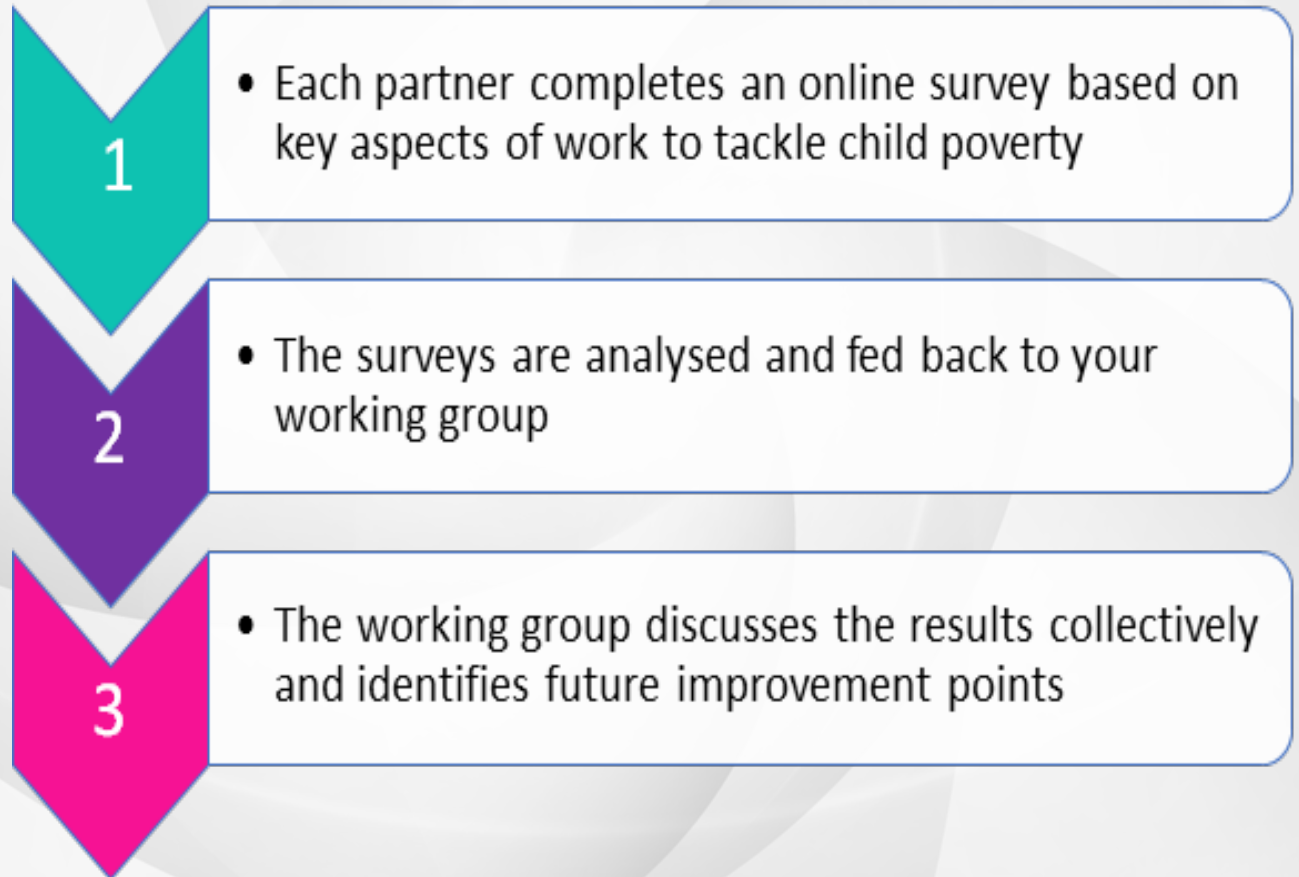 1
• Each partner completes an online survey based on
key aspects of work to tackle child poverty
2
• The surveys are analysed and fed back to your
working group
3
• The working group discusses the results collectively
and identifies future improvement points